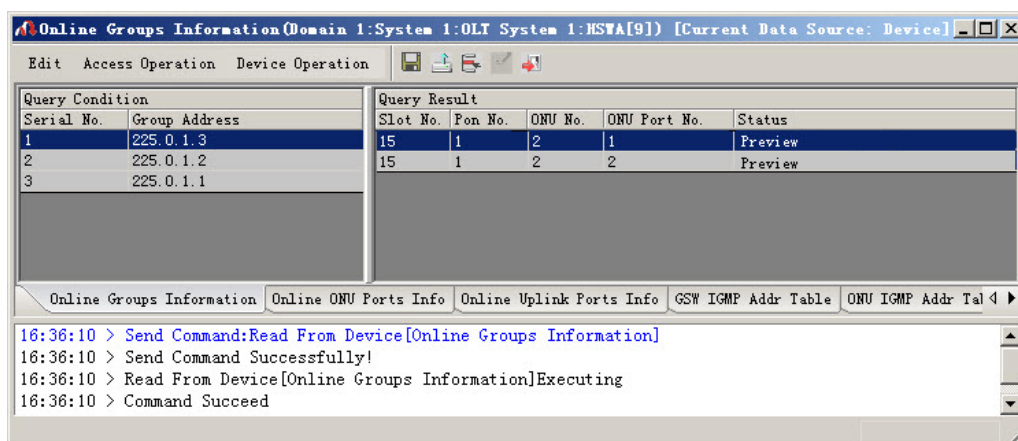 Online Groups Information(Domain 1:System 1:OLT System 1:HSWA[9]) [Current Data Source: Device]
Edit Access Operation Device Operation
Query Condition Query Result
Serial No. Group Address Slot No. Pon No. ONU No. ONU Port No. Status
1 225.0.1.3 15 1 2 1 Preview
2 225.0.1.2 15 1 2 2 Preview
3 225.0.1.1
Online Groups Information Online ONU Ports Info Online Uplink Ports Info GSW IGMP Addr Table ONU IGMP Addr Tal
16:36:10 > Send Command:Read From Device[Online Groups Information]
16:36:10 > Send Command Successfully!
16:36:10 > Read From Device[Online Groups Information]Executing
16:36:10 > Command Succeed